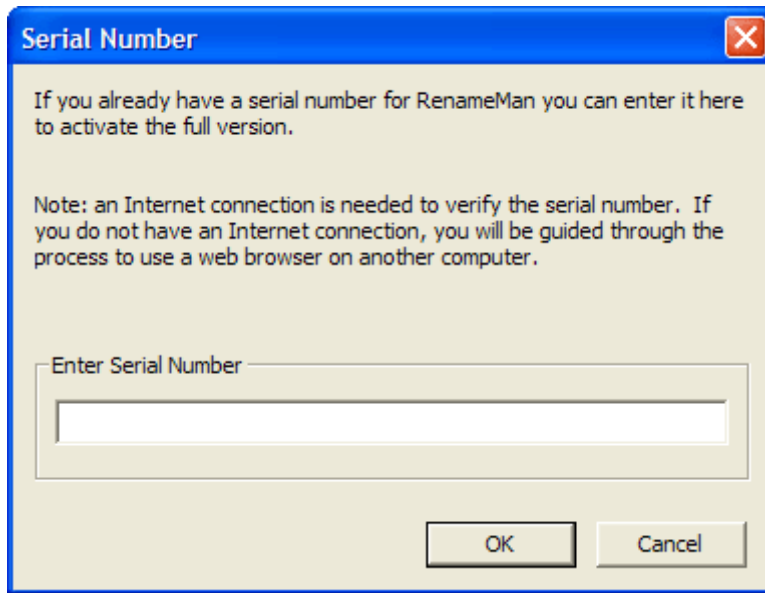 Serial Number
If you already have a serial number for RenameMan you can enter it here
to activate the full version.
Note: an Internet connection is needed to verify the serial number.  If
you do not have an Internet connection, you will be guided through the
process to use a web browser on another computer.
Enter Serial Number
OK
Cancel